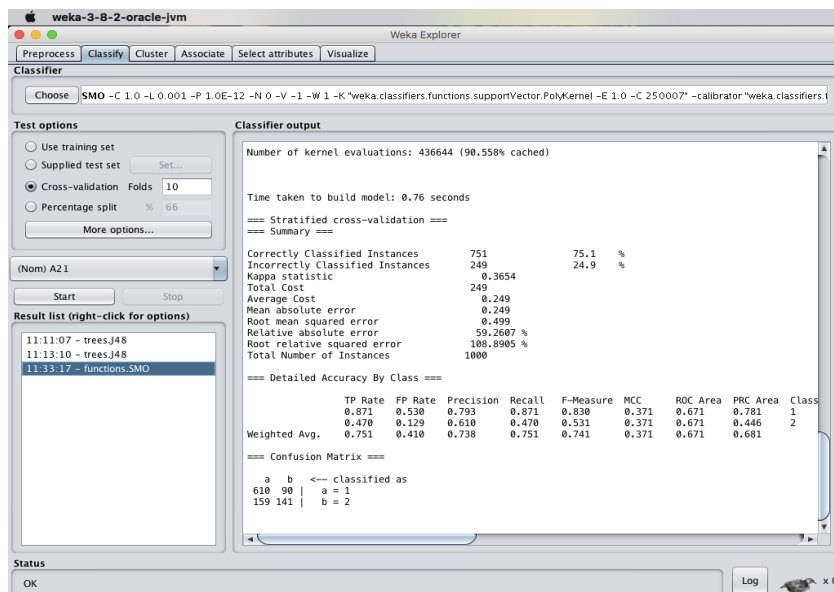 weka-3-8-2-oracle-jvm
Weka Explorer
Preprocess Classify Cluster Associate Select attributes Visualize
Classifier
Choose SMO -C 1.0 -L 0.001 -P 1.0E-12 -N 0 -V -1 -W 1 -K "weka.classifiers.functions.supportVector.PolyKernel -E 1.0 -C 250007" -calibrator "weka.classifiers.
Test options
Use training set
Supplied test set Set...
Cross-validation Folds 10
Percentage split % 66
More options...
(Nom) A21
Start Stop
Result list (right-click for options)
11:11:07 - trees.J48
11:13:10 - trees.J48
11:33:17 - functions.SMO
Classifier output
Number of kernel evaluations: 436644 (90.558% cached)
Time taken to build model: 0.76 seconds
=== Stratified cross-validation ===
=== Summary ===
Correctly Classified Instances 751 75.1 %
Incorrectly Classified Instances 249 24.9 %
Kappa statistic 0.3654
Total Cost 249
Average Cost 0.249
Mean absolute error 0.249
Root mean squared error 0.499
Relative absolute error 59.2607 %
Root relative squared error 108.8905 %
Total Number of Instances 1000
=== Detailed Accuracy By Class ===
TP Rate FP Rate Precision Recall F-Measure MCC ROC Area PRC Area Class
0.871 0.530 0.793 0.871 0.830 0.371 0.671 0.781 1
0.470 0.129 0.610 0.470 0.531 0.371 0.671 0.446 2
Weighted Avg. 0.751 0.410 0.738 0.751 0.741 0.371 0.671 0.681
=== Confusion Matrix ===
a b <-- classified as
610 90 | a = 1
159 141 | b = 2
Status
OK
Log
x